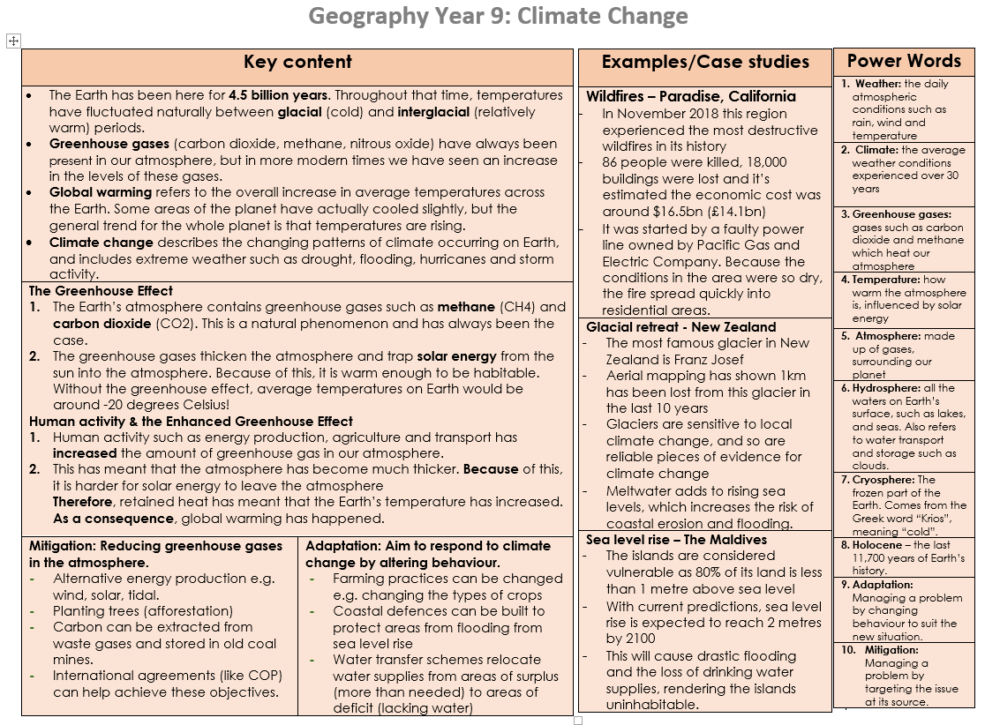 Geography Year 9: Climate Change
Key content
• The Earth has been here for 4.5 billion years. Throughout that time, temperatures
have fluctuated naturally between glacial (cold) and interglacial (relatively
warm) periods.
• Greenhouse gases (carbon dioxide, methane, nitrous oxide) have always been
present in our atmosphere, but in more modern times we have seen an increase
in the levels of these gases.
• Global warming refers to the overall increase in average temperatures across
the Earth. Some areas of the planet have actually cooled slightly, but the
general trend for the whole planet is that temperatures are rising.
• Climate change describes the changing patterns of climate occurring on Earth,
and includes extreme weather such as drought, flooding, hurricanes and storm
activity.
The Greenhouse Effect
1. The Earth's atmosphere contains greenhouse gases such as methane (CH4) and
carbon dioxide (CO2). This is a natural phenomenon and has always been the
case.
2. The greenhouse gases thicken the atmosphere and trap solar energy from the
sun into the atmosphere. Because of this, it is warm enough to be habitable.
Without the greenhouse effect, average temperatures on Earth would be
around -20 degrees Celsius!
Human activity & the Enhanced Greenhouse Effect
1. Human activity such as energy production, agriculture and transport has
increased the amount of greenhouse gas in our atmosphere.
2. This has meant that the atmosphere has become much thicker. Because of this,
it is harder for solar energy to leave the atmosphere
Therefore, retained heat has meant that the Earth's temperature has increased.
As a consequence, global warming has happened.
Mitigation: Reducing greenhouse gases
in the atmosphere.
- Alternative energy production e.g.
wind, solar, tidal.
- Planting trees (afforestation)
- Carbon can be extracted from
waste gases and stored in old coal
mines.
- International agreements (like COP)
can help achieve these objectives.
Adaptation: Aim to respond to climate
change by altering behaviour.
- Farming practices can be changed
e.g. changing the types of crops
- Coastal defences can be built to
protect areas from flooding from
sea level rise
- Water transfer schemes relocate
water supplies from areas of surplus
(more than needed) to areas of
deficit (lacking water)
Examples/Case studies
Wildfires – Paradise, California
- In November 2018 this region
experienced the most destructive
wildfires in its history
- 86 people were killed, 18,000
buildings were lost and it's
estimated the economic cost was
around $16.5bn (£14.1bn)
- It was started by a faulty power
line owned by Pacific Gas and
Electric Company. Because the
conditions in the area were so dry,
the fire spread quickly into
residential areas.
Glacial retreat - New Zealand
- The most famous glacier in New
Zealand is Franz Josef
- Aerial mapping has shown 1km
has been lost from this glacier in
the last 10 years
- Glaciers are sensitive to local
climate change, and so are
reliable pieces of evidence for
climate change
- Meltwater adds to rising sea
levels, which increases the risk of
coastal erosion and flooding.
Sea level rise – The Maldives
- The islands are considered
vulnerable as 80% of its land is less
than 1 metre above sea level
- With current predictions, sea level
rise is expected to reach 2 metres
by 2100
- This will cause drastic flooding
and the loss of drinking water
supplies, rendering the islands
uninhabitable.
Power Words
1. Weather: the daily
atmospheric
conditions such as
rain, wind and
temperature
2. Climate: the average
weather conditions
experienced over 30
years
3. Greenhouse gases:
gases such as carbon
dioxide and methane
which heat our
atmosphere
4. Temperature: how
warm the atmosphere
is, influenced by solar
energy
5. Atmosphere: made
up of gases,
surrounding our
planet
6. Hydrosphere: all the
waters on Earth's
surface, such as lakes,
and seas. Also refers
to water transport
and storage such as
clouds.
7. Cryosphere: The
frozen part of the
Earth. Comes from the
Greek word "Krios",
meaning "cold".
8. Holocene – the last
11,700 years of Earth's
history.
9. Adaptation:
Managing a problem
by changing
behaviour to suit the
new situation.
10. Mitigation:
Managing a
problem by
targeting the issue
at its source.